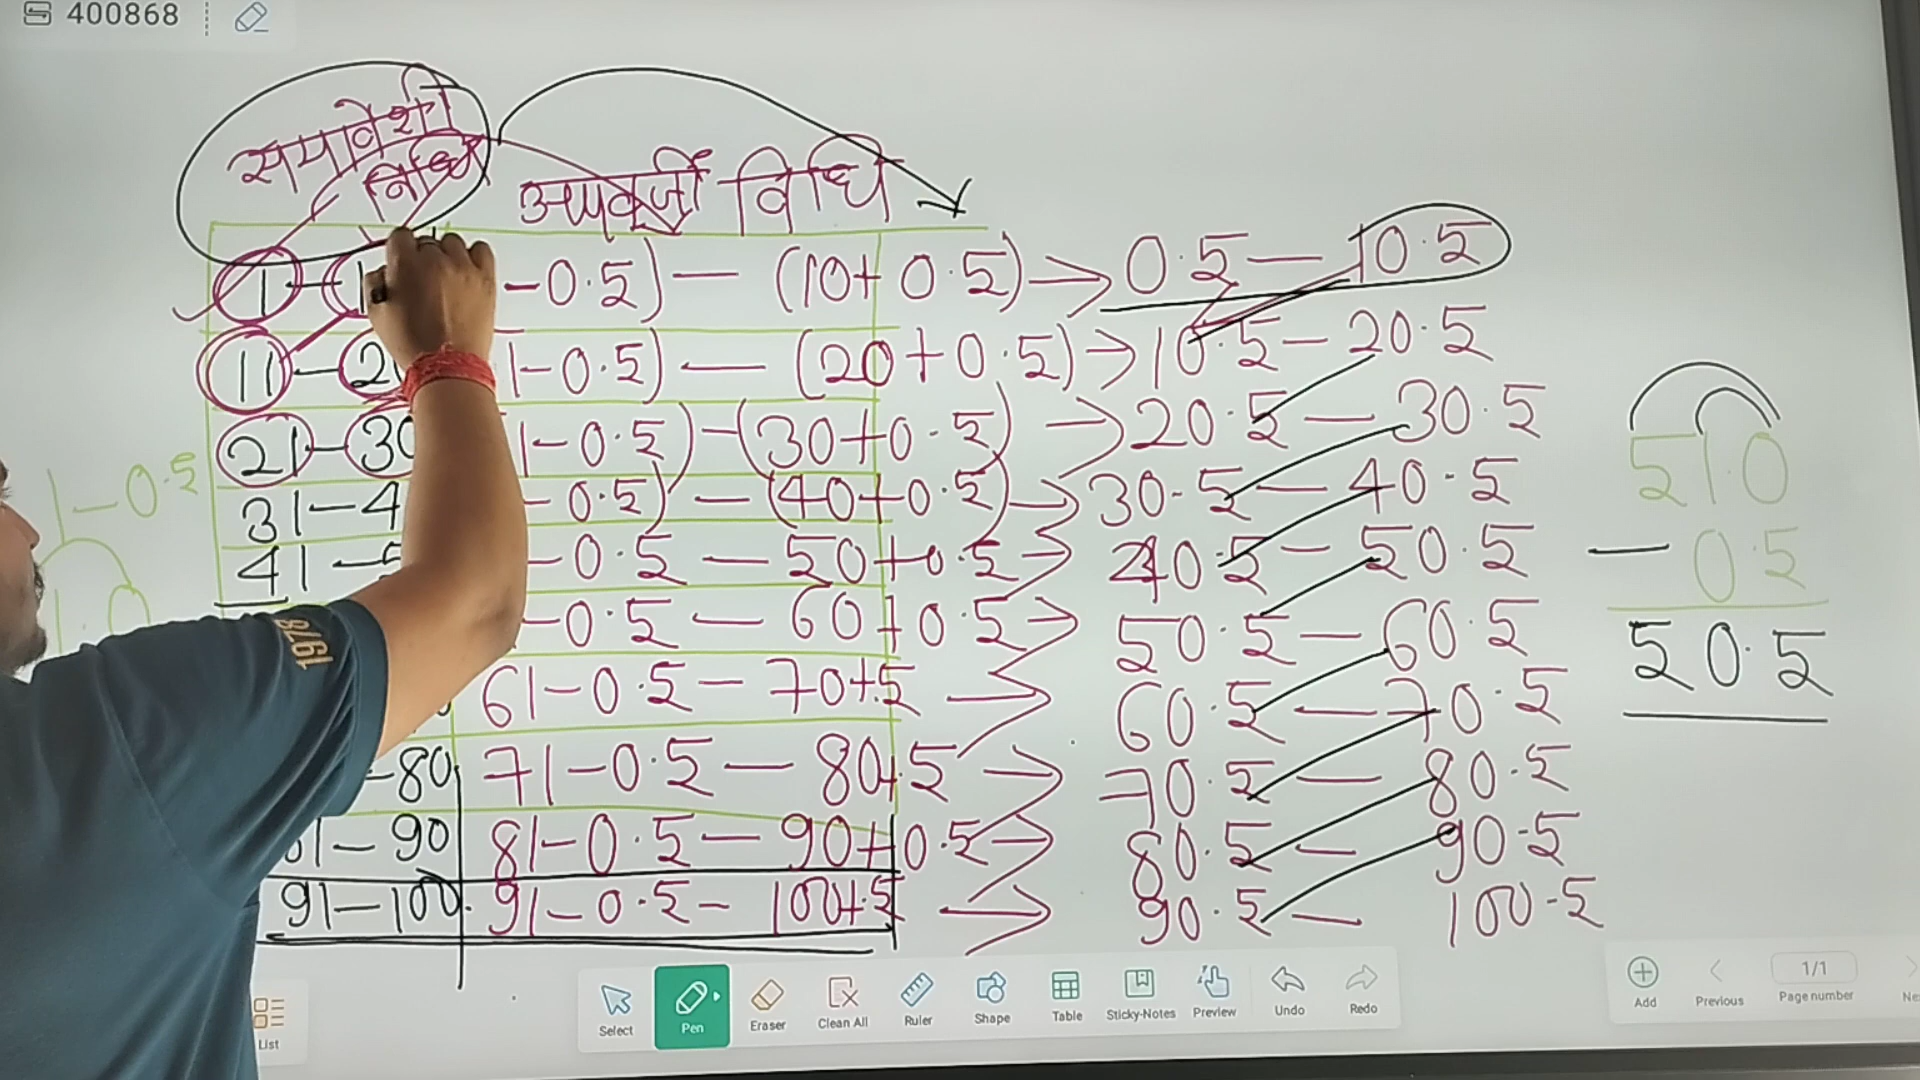 400868
समावेशी
विधि
अपवर्जी विधि
1 – 1 – 0.5) — (10+ 0.5) → 0.5 — 10.5
11 – 2 1 – 0.5) — (20+0.5) → 10.5 – 20.5
21 – 30 1 – 0.5) – (30+0.5) → 20.5 — 30.5
31 – 4 – 0.5) — (40+0.5) → 30.5 — 40.5
41 – 5 – 0.5 — 50+0.5 → 40.5 – 50.5
– 0.5 — 60+0.5 → 50.5 — 60.5
61 – 0.5 – 70+.5 → 60.5 — 70.5
– 80 71 – 0.5 — 80+.5 → 70.5 — 80.5
81 – 90 81 – 0.5 — 90+0.5 → 80.5 — 90.5
91 – 100 91 – 0.5 – 100+.5 → 90.5 — 100.5
1 – 0.5
1.0
51.0
– 0.5
50.5
1978
List
Select
Pen
Eraser
Clean All
Ruler
Shape
Table
Sticky-Notes
Preview
Undo
Redo
Add
Previous
1/1
Page number